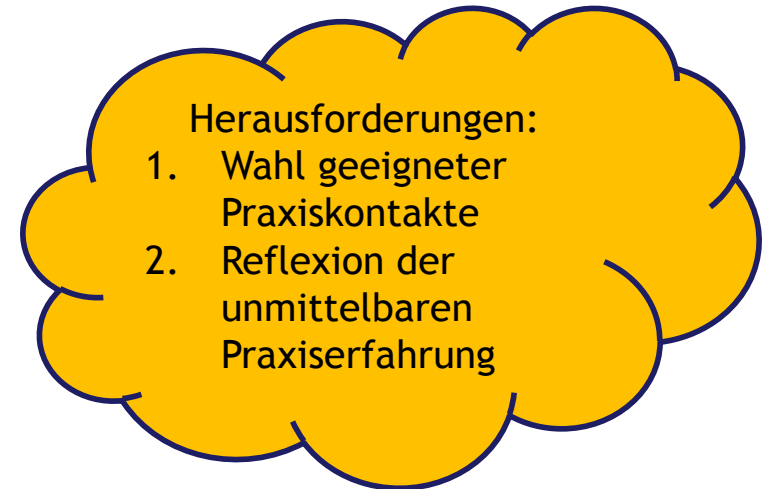 Herausforderungen:
1. Wahl geeigneter
Praxiskontakte
2. Reflexion der
unmittelbaren
Praxiserfahrung